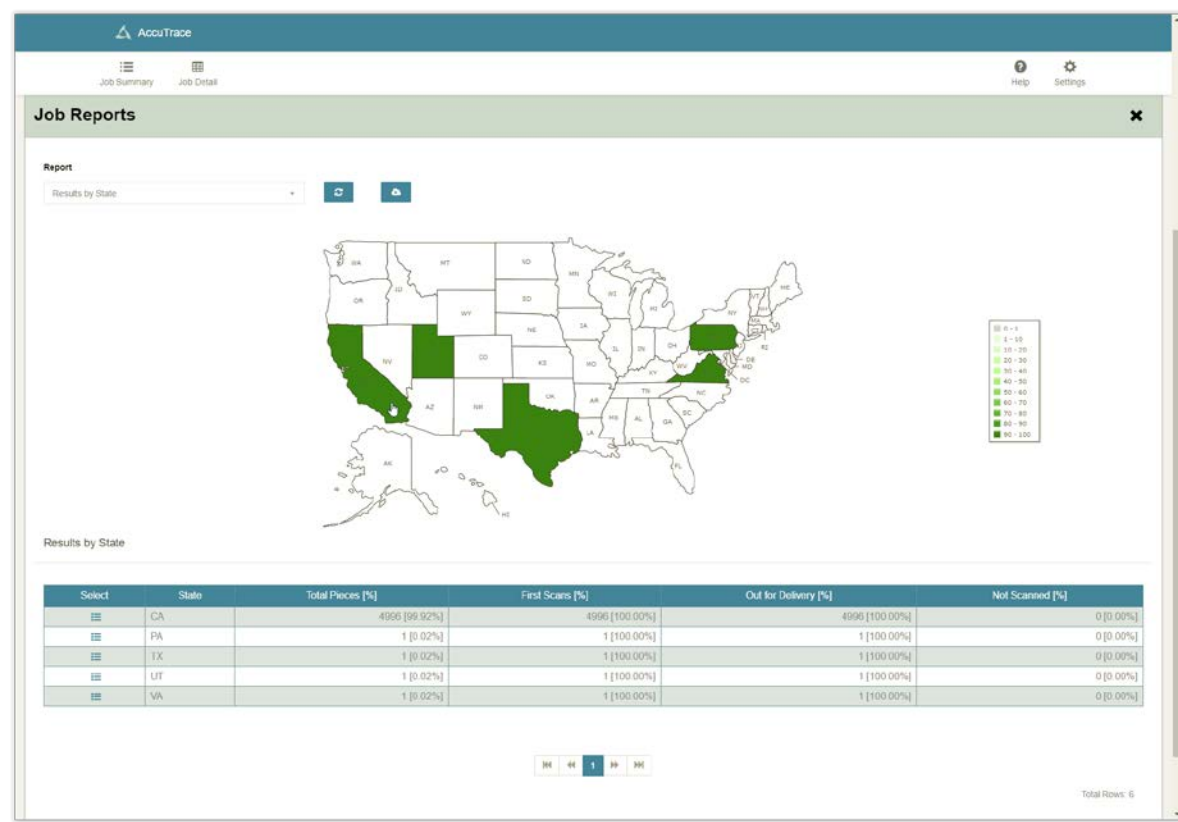 AccuTrace
Job Summary Job Detail Help Settings
Job Reports
Report
Results by State
WA MT ND MN ME
OR ID SD WI MI VT NH
WY NY MA
NE IA RI
NV CO KS MO IL IN OH DE
MD
WV DC
KY
AZ NM OK AR TN NC
MS AL GA SC
LA
AK FL
HI
0 - 1
1 - 10
10 - 20
20 - 30
30 - 40
40 - 50
50 - 60
60 - 70
70 - 80
80 - 90
90 - 100
Results by State
Select State Total Pieces [%] First Scans [%] Out for Delivery [%] Not Scanned [%]
CA 4996 [99.92%] 4996 [100.00%] 4996 [100.00%] 0 [0.00%]
PA 1 [0.02%] 1 [100.00%] 1 [100.00%] 0 [0.00%]
TX 1 [0.02%] 1 [100.00%] 1 [100.00%] 0 [0.00%]
UT 1 [0.02%] 1 [100.00%] 1 [100.00%] 0 [0.00%]
VA 1 [0.02%] 1 [100.00%] 1 [100.00%] 0 [0.00%]
1
Total Rows: 6